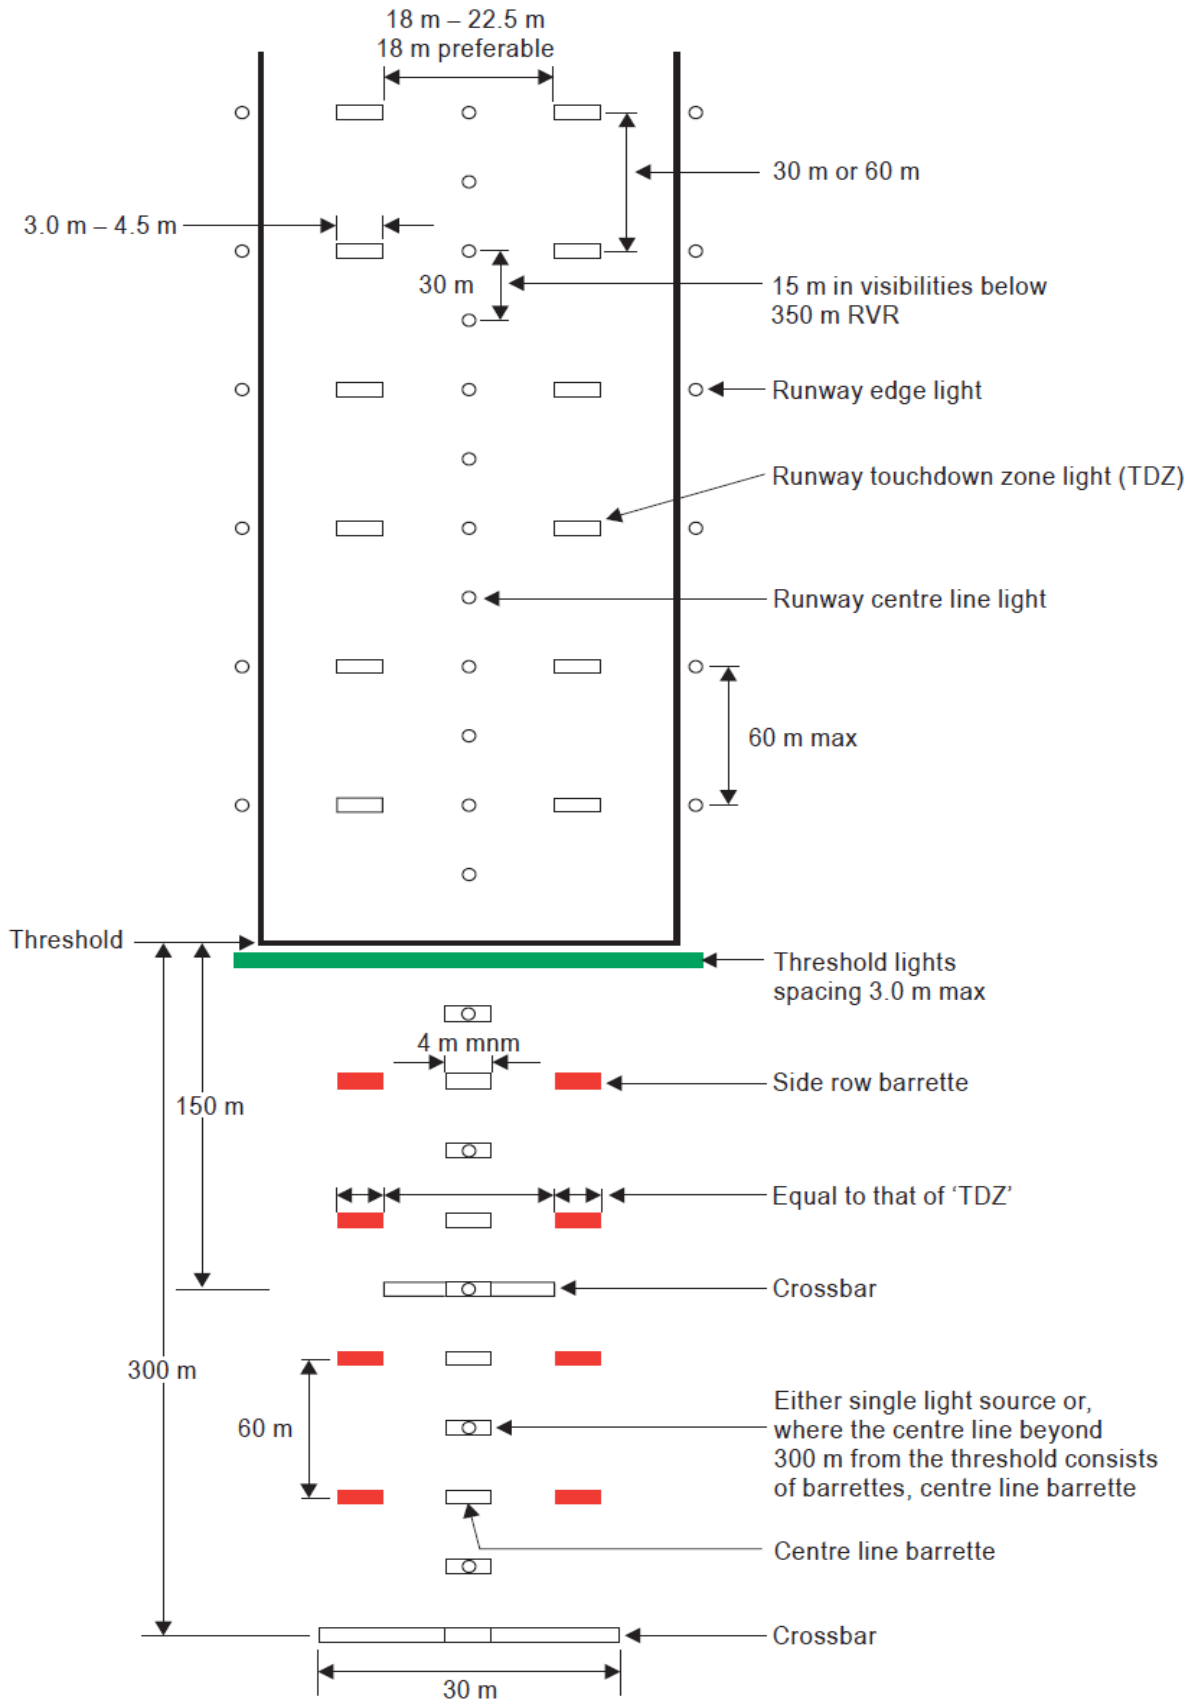 18 m – 22.5 m
18 m preferable
30 m or 60 m
3.0 m – 4.5 m
30 m
15 m in visibilities below
350 m RVR
Runway edge light
Runway touchdown zone light (TDZ)
Runway centre line light
60 m max
Threshold
Threshold lights
spacing 3.0 m max
4 m mnm
Side row barrette
150 m
Equal to that of ‘TDZ’
Crossbar
300 m
60 m
Either single light source or,
where the centre line beyond
300 m from the threshold consists
of barrettes, centre line barrette
Centre line barrette
Crossbar
30 m